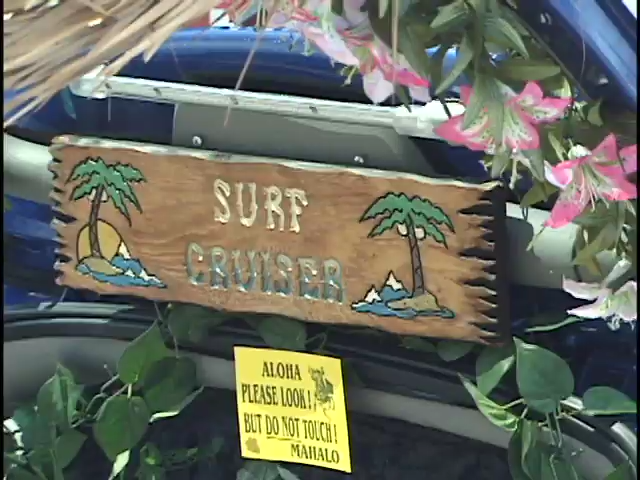 SURF
CRUISER
ALOHA
PLEASE LOOK!
BUT DO NOT TOUCH!
MAHALO